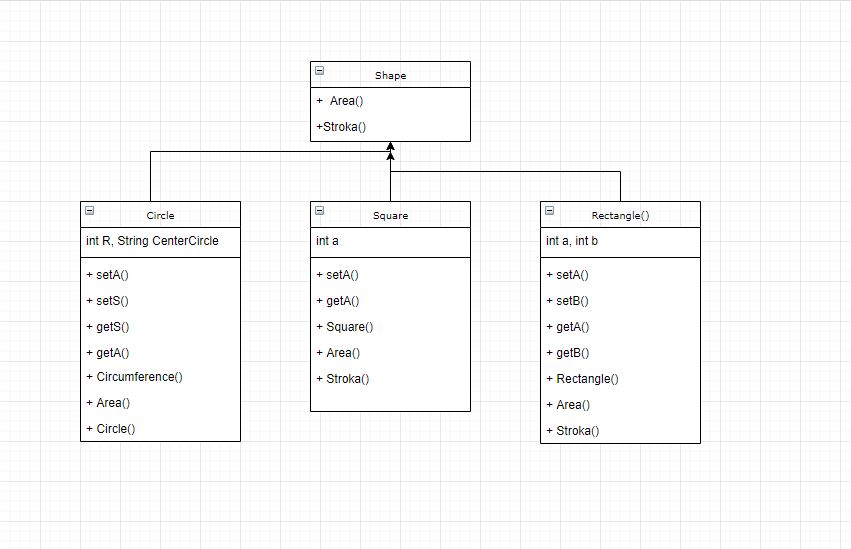 Shape
+ Area()
+Stroka()
Circle
int R, String CenterCircle
+ setA()
+ setS()
+ getS()
+ getA()
+ Circumference()
+ Area()
+ Circle()
Square
int a
+ setA()
+ getA()
+ Square()
+ Area()
+ Stroka()
Rectangle()
int a, int b
+ setA()
+ setB()
+ getA()
+ getB()
+ Rectangle()
+ Area()
+ Stroka()